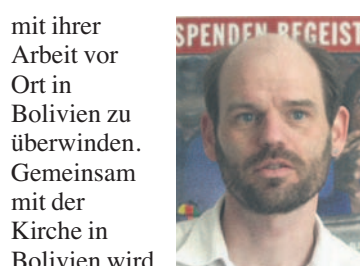 mit ihrer
Arbeit vor
Ort in
Bolivien zu
überwinden.
Gemeinsam
mit der
Kirche in
Bolivien wird
SPENDEN BEGEIST